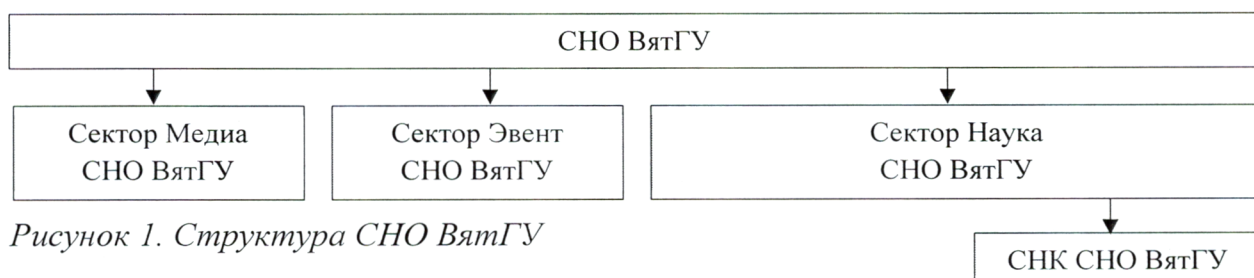 СНО ВятГУ
Сектор Медиа
СНО ВятГУ
Сектор Эвент
СНО ВятГУ
Сектор Наука
СНО ВятГУ
Рисунок 1. Структура СНО ВятГУ
СНК СНО ВятГУ